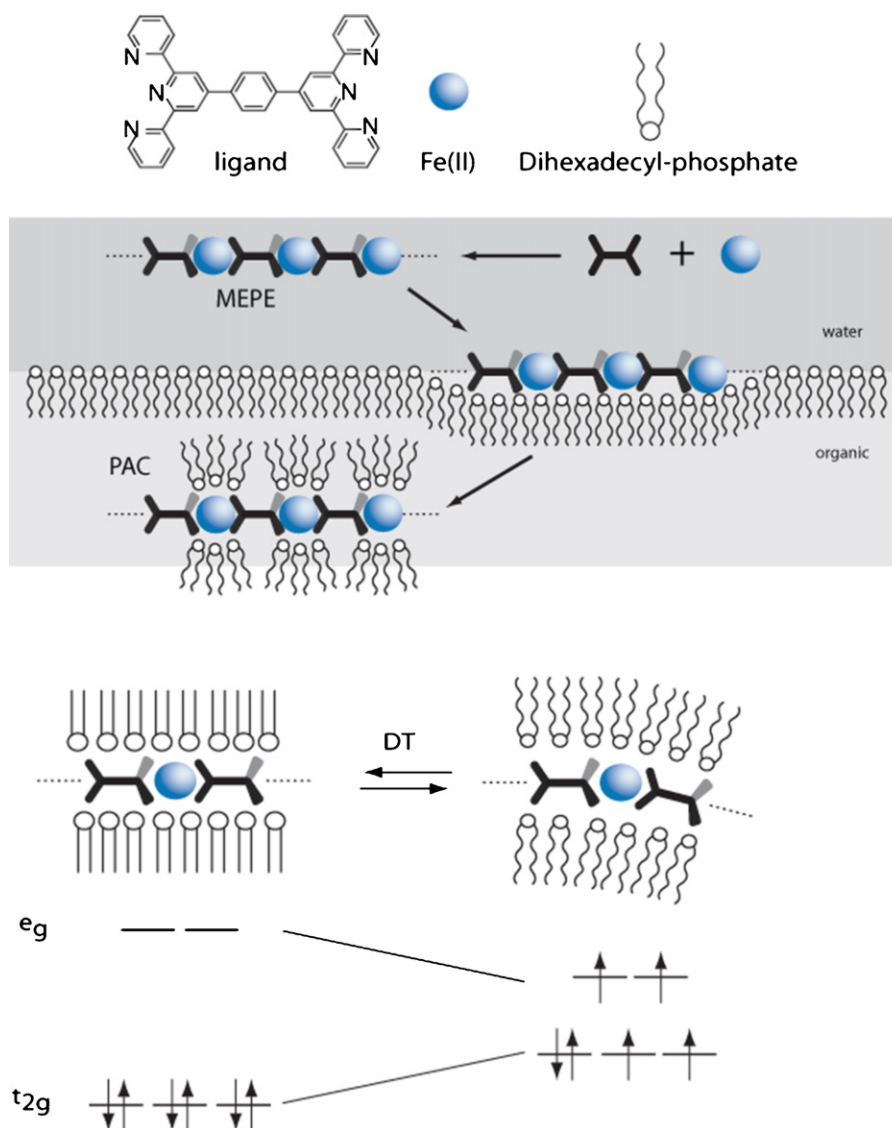 N N
N N
N N
ligand Fe(II) Dihexadecyl-phosphate
+
MEPE
water
PAC
organic
DT
eg
t2g